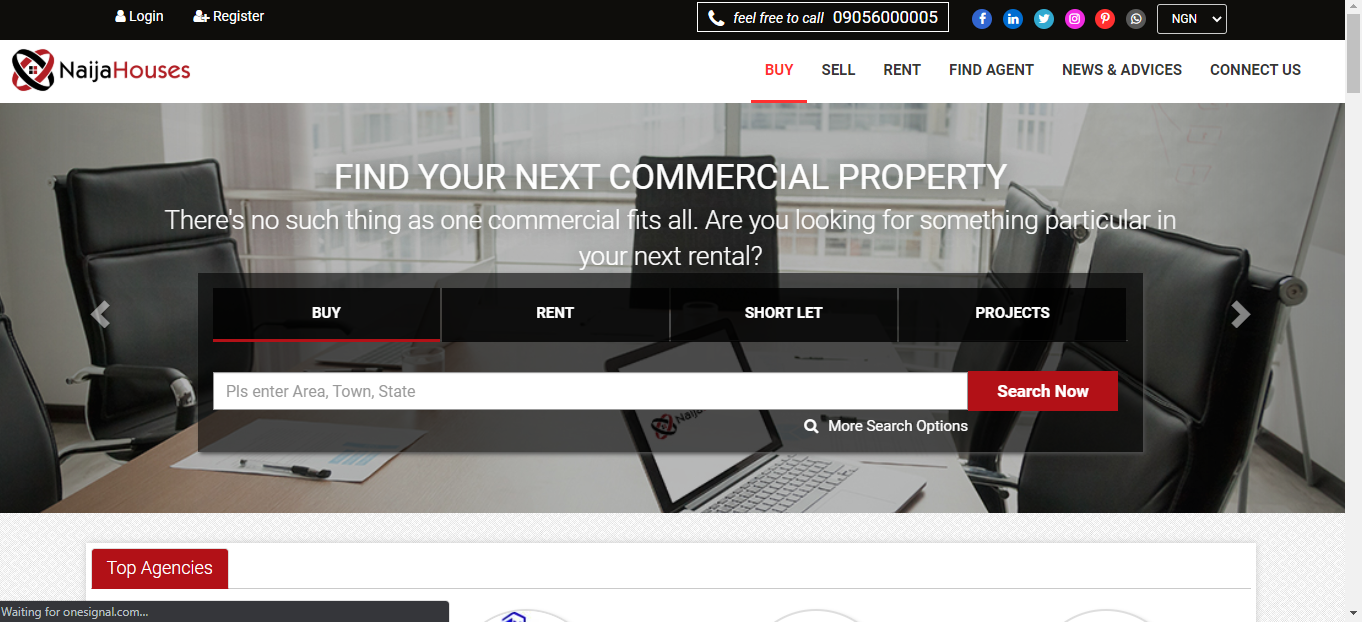 Login Register feel free to call 09056000005 NGN
NaijaHouses BUY SELL RENT FIND AGENT NEWS & ADVICES CONNECT US
FIND YOUR NEXT COMMERCIAL PROPERTY
There's no such thing as one commercial fits all. Are you looking for something particular in
your next rental?
BUY RENT SHORT LET PROJECTS
Pls enter Area, Town, State Search Now
More Search Options
Top Agencies
Waiting for onesignal.com...